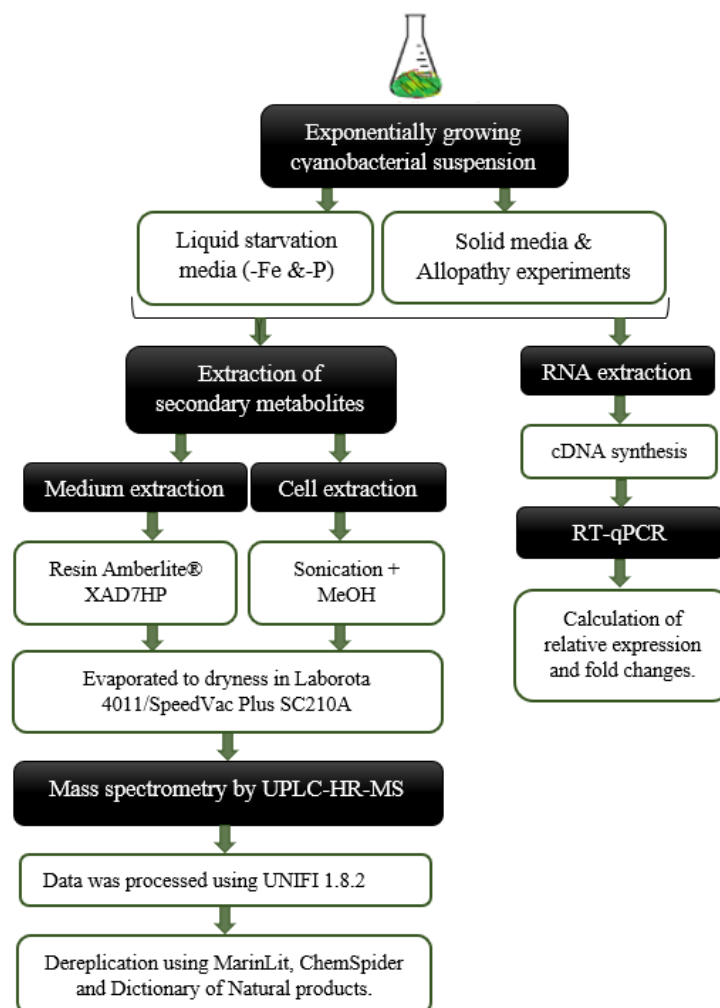 Exponentially growing
cyanobacterial suspension
Liquid starvation
media (-Fe &-P)
Solid media &
Allopathy experiments
Extraction of
secondary metabolites
RNA extraction
cDNA synthesis
Medium extraction
Cell extraction
RT-qPCR
Resin Amberlite®
XAD7HP
Sonication +
MeOH
Calculation of
relative expression
and fold changes.
Evaporated to dryness in Laborota
4011/SpeedVac Plus SC210A
Mass spectrometry by UPLC-HR-MS
Data was processed using UNIFI 1.8.2
Dereplication using MarinLit, ChemSpider
and Dictionary of Natural products.